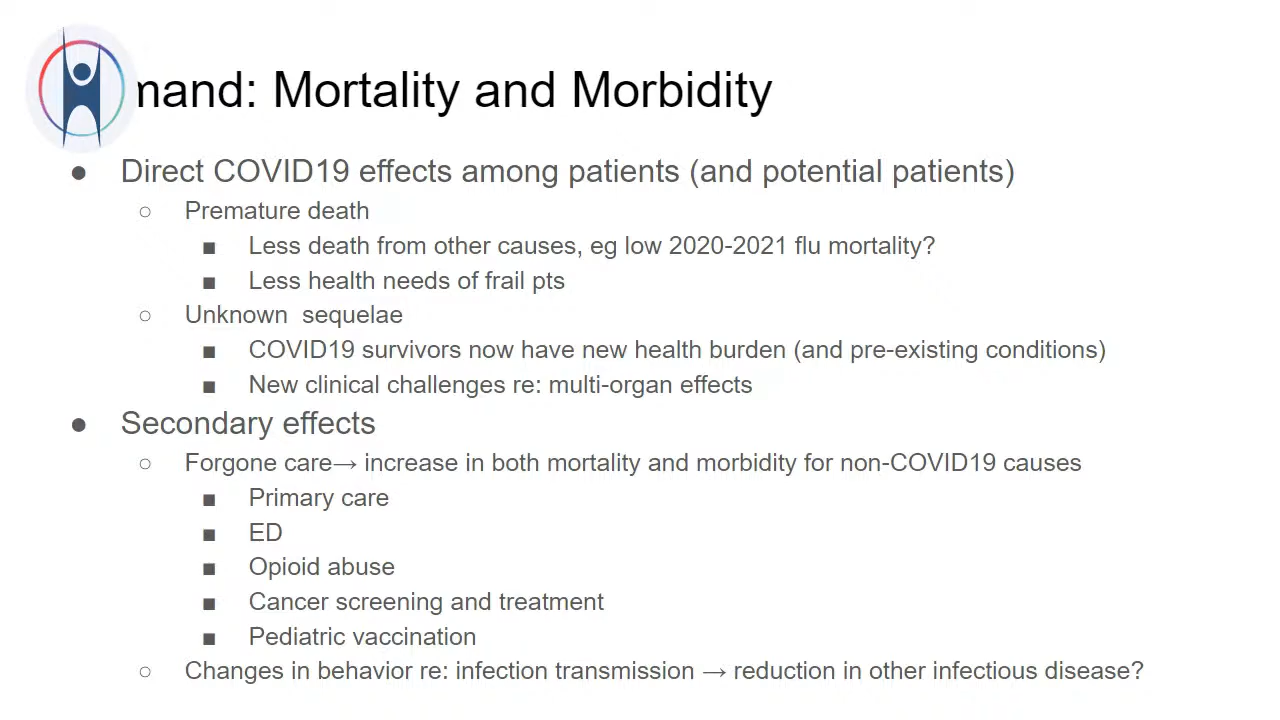 mand: Mortality and Morbidity
● Direct COVID19 effects among patients (and potential patients)
○ Premature death
■ Less death from other causes, eg low 2020-2021 flu mortality?
■ Less health needs of frail pts
○ Unknown sequelae
■ COVID19 survivors now have new health burden (and pre-existing conditions)
■ New clinical challenges re: multi-organ effects
● Secondary effects
○ Forgone care→ increase in both mortality and morbidity for non-COVID19 causes
■ Primary care
■ ED
■ Opioid abuse
■ Cancer screening and treatment
■ Pediatric vaccination
○ Changes in behavior re: infection transmission → reduction in other infectious disease?